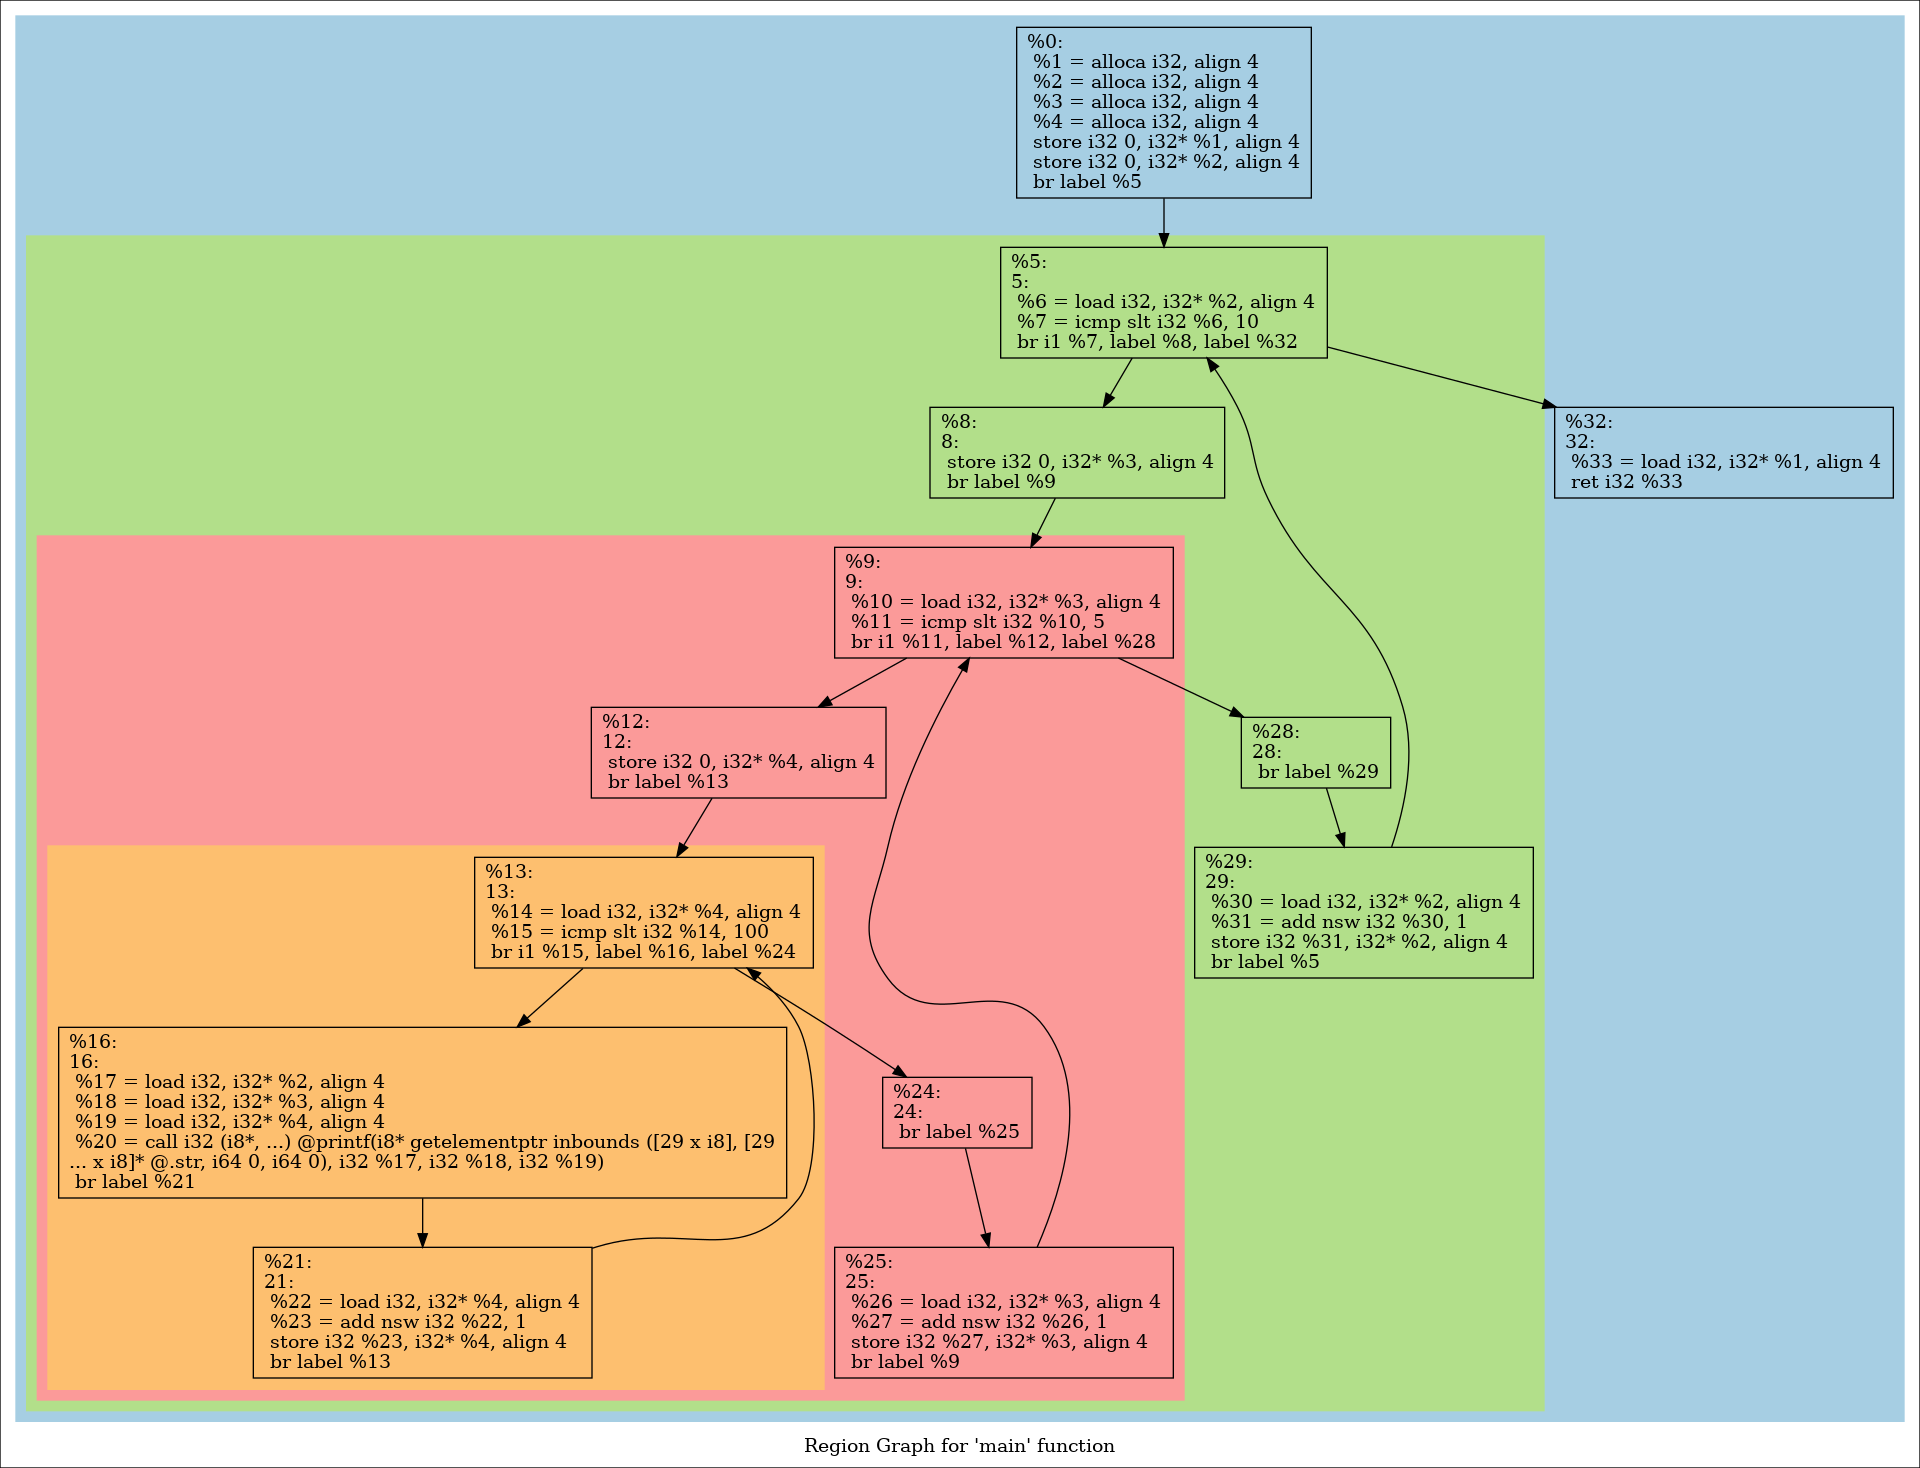 %0:
%1 = alloca i32, align 4
%2 = alloca i32, align 4
%3 = alloca i32, align 4
%4 = alloca i32, align 4
store i32 0, i32* %1, align 4
store i32 0, i32* %2, align 4
br label %5
%5:
5:
%6 = load i32, i32* %2, align 4
%7 = icmp slt i32 %6, 10
br i1 %7, label %8, label %32
%8:
8:
store i32 0, i32* %3, align 4
br label %9
%32:
32:
%33 = load i32, i32* %1, align 4
ret i32 %33
%9:
9:
%10 = load i32, i32* %3, align 4
%11 = icmp slt i32 %10, 5
br i1 %11, label %12, label %28
%12:
12:
store i32 0, i32* %4, align 4
br label %13
%28:
28:
br label %29
%13:
13:
%14 = load i32, i32* %4, align 4
%15 = icmp slt i32 %14, 100
br i1 %15, label %16, label %24
%29:
29:
%30 = load i32, i32* %2, align 4
%31 = add nsw i32 %30, 1
store i32 %31, i32* %2, align 4
br label %5
%16:
16:
%17 = load i32, i32* %2, align 4
%18 = load i32, i32* %3, align 4
%19 = load i32, i32* %4, align 4
%20 = call i32 (i8*, ...) @printf(i8* getelementptr inbounds ([29 x i8], [29
... x i8]* @.str, i64 0, i64 0), i32 %17, i32 %18, i32 %19)
br label %21
%24:
24:
br label %25
%21:
21:
%22 = load i32, i32* %4, align 4
%23 = add nsw i32 %22, 1
store i32 %23, i32* %4, align 4
br label %13
%25:
25:
%26 = load i32, i32* %3, align 4
%27 = add nsw i32 %26, 1
store i32 %27, i32* %3, align 4
br label %9
Region Graph for 'main' function